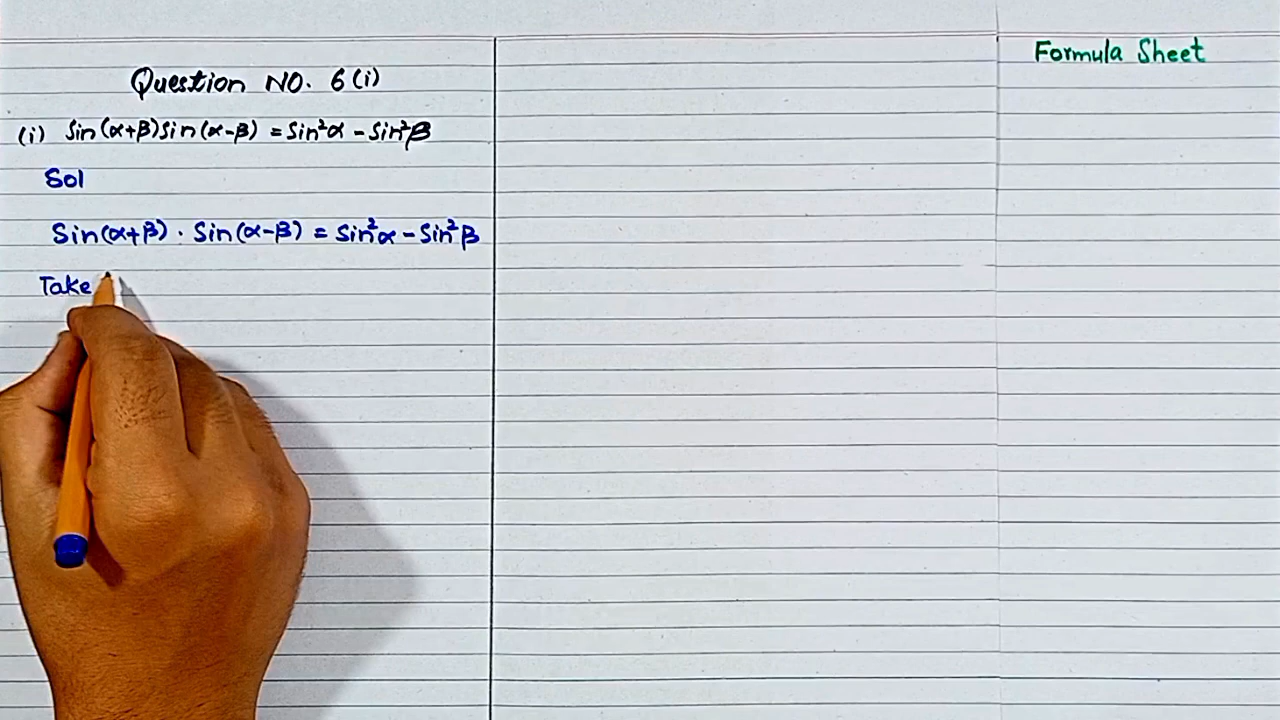 Question NO. 6(i)
(i) Sin(α+β)Sin(α-β) = Sin²α - Sin²β
Sol
Sin(α+β) · Sin(α-β) = Sin²α - Sin²β
Take
Formula Sheet